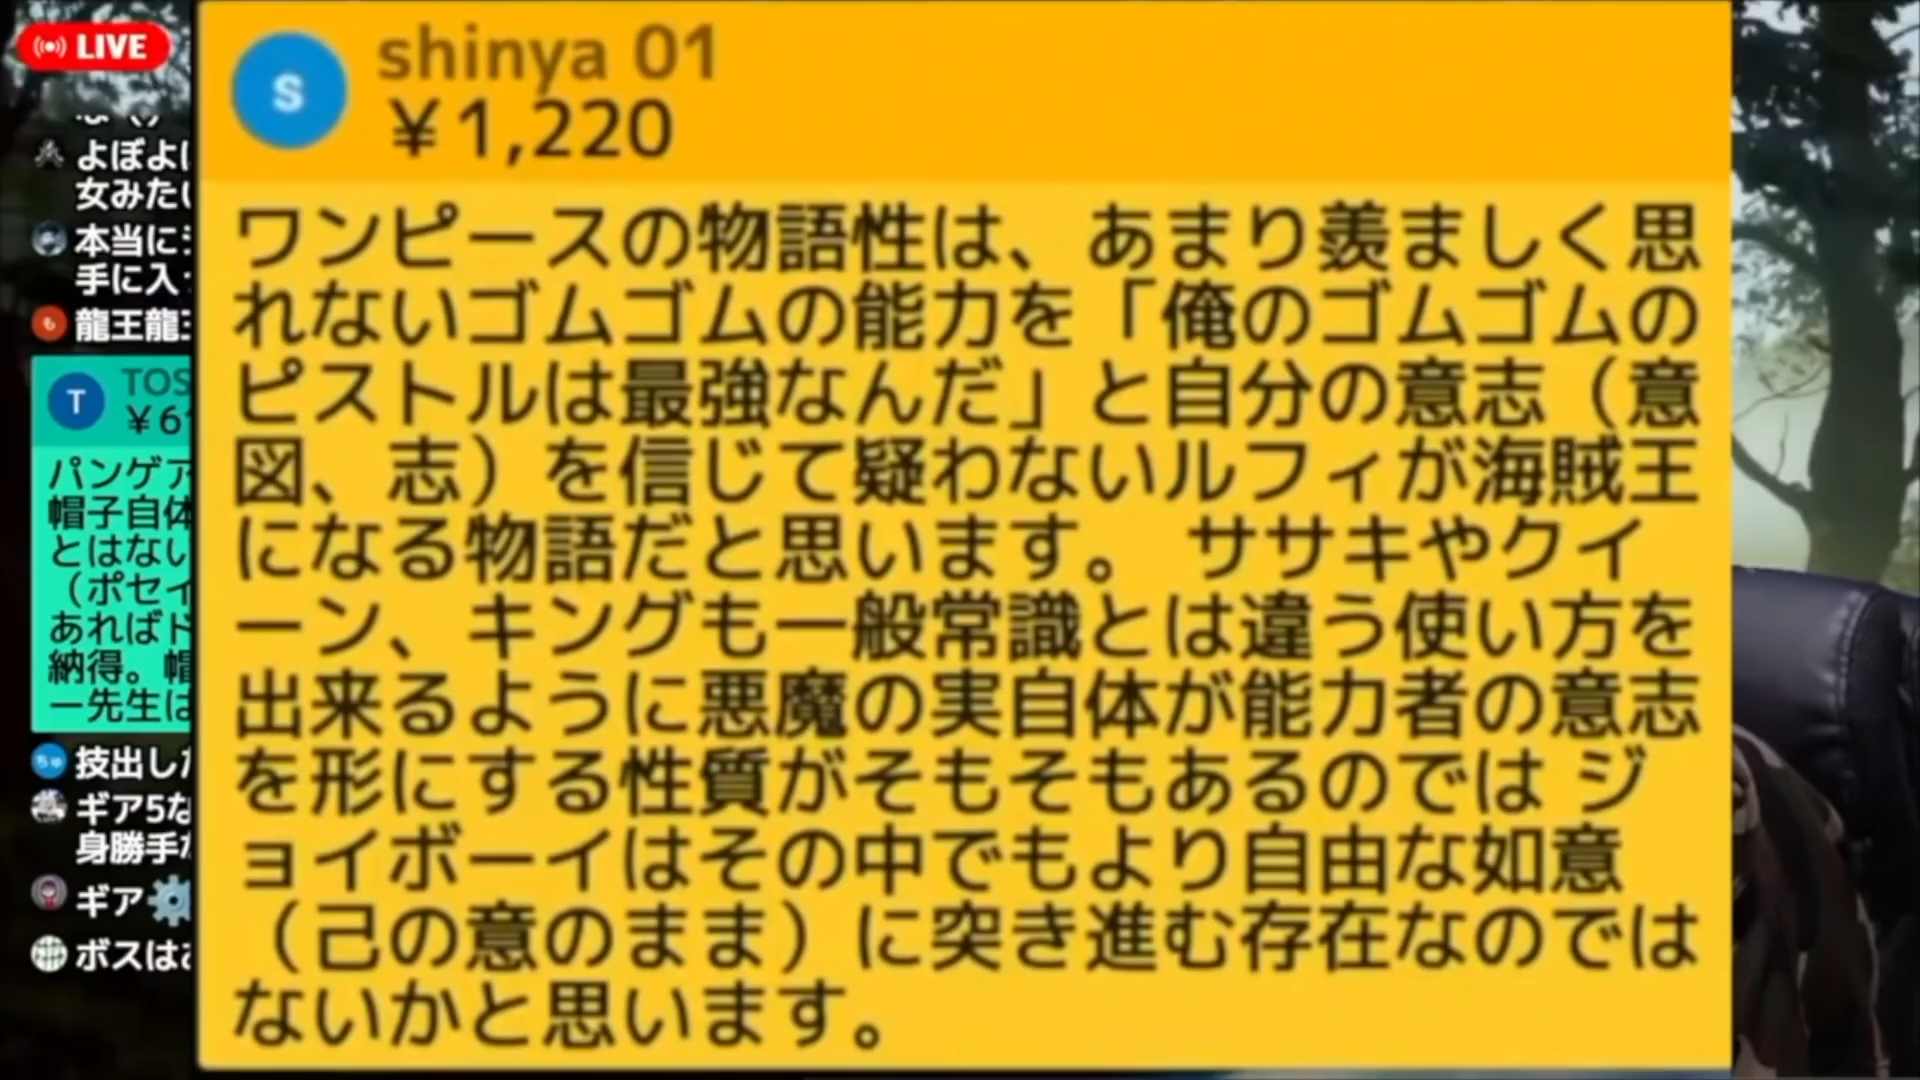 LIVE
よぽよ
女みた
本当に
手に入
龍王龍
TOS
¥6
パンゲア
帽子自体
とはない
（ポセイ
あればド
納得。帽
一先生は
技出した
ギア5な
身勝手な
ギア
ボスはお
shinya 01
¥1,220
ワンピースの物語性は、あまり羨ましく思
れないゴムゴムの能力を「俺のゴムゴムの
ピストルは最強なんだ」と自分の意志（意
図、志）を信じて疑わないルフィが海賊王
になる物語だと思います。 ササキやクイ
ーン、キングも一般常識とは違う使い方を
出来るように悪魔の実自体が能力者の意志
を形にする性質がそもそもあるのでは ジ
ョイボーイはその中でもより自由な如意
（己の意のまま）に突き進む存在なのでは
ないかと思います。